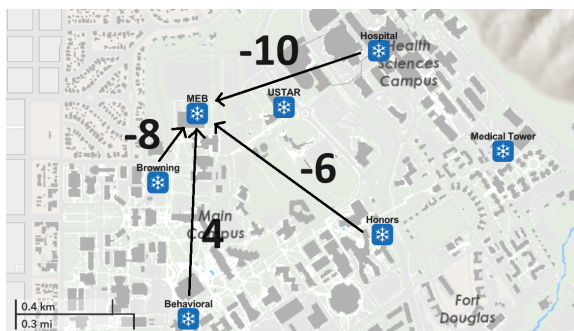 -10
Hospital
Health
Sciences
Campus
MEB
USTAR
-8
Medical Tower
Browning
-6
Main
Campus
4
Honors
Behavioral
Fort
Douglas
0.4 km
0.3 mi